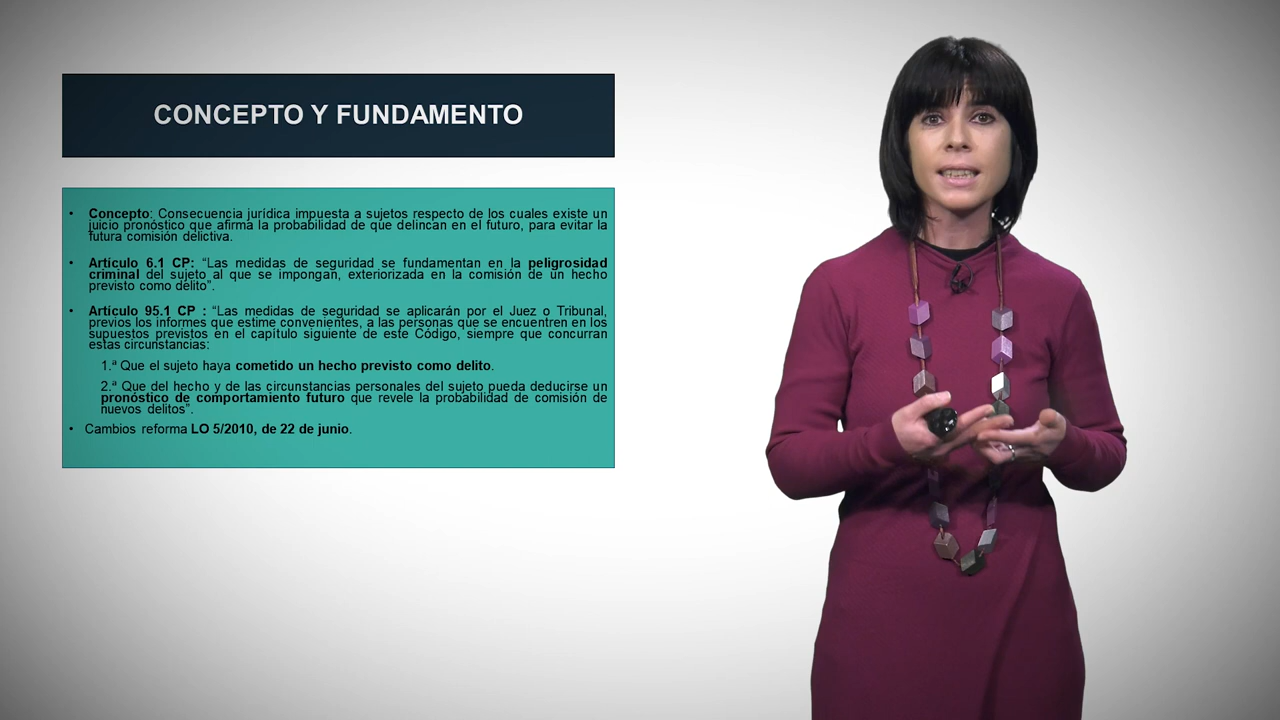 CONCEPTO Y FUNDAMENTO
• Concepto: Consecuencia jurídica impuesta a sujetos respecto de los cuales existe un
juicio pronóstico que afirma la probabilidad de que delincan en el futuro, para evitar la
futura comisión delictiva.
• Artículo 6.1 CP: “Las medidas de seguridad se fundamentan en la peligrosidad
criminal del sujeto al que se impongan, exteriorizada en la comisión de un hecho
previsto como delito”.
• Artículo 95.1 CP : “Las medidas de seguridad se aplicarán por el Juez o Tribunal,
previos los informes que estime convenientes, a las personas que se encuentren en los
supuestos previstos en el capítulo siguiente de este Código, siempre que concurran
estas circunstancias:
1.ª Que el sujeto haya cometido un hecho previsto como delito.
2.ª Que del hecho y de las circunstancias personales del sujeto pueda deducirse un
pronóstico de comportamiento futuro que revele la probabilidad de comisión de
nuevos delitos”.
• Cambios reforma LO 5/2010, de 22 de junio.